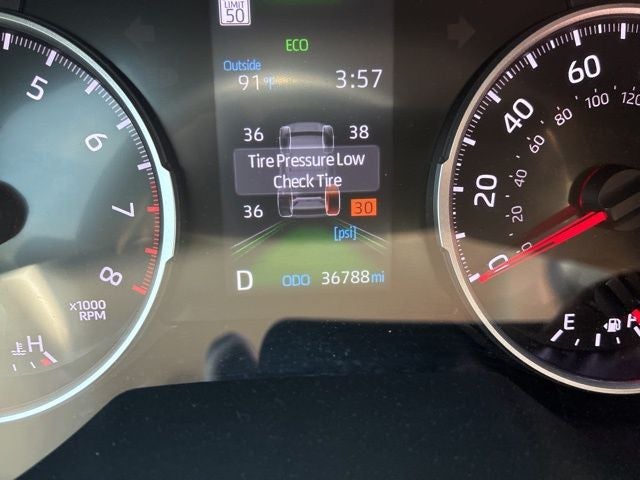 LIMIT
50
ECO
Outside
91°F 3:57
36 38
Tire Pressure Low
Check Tire
36 30
[psi]
D ODO 36788 mi
5
6
7
8
x1000
RPM
H
0
20
40
60
20
40
60
80
100
120
E